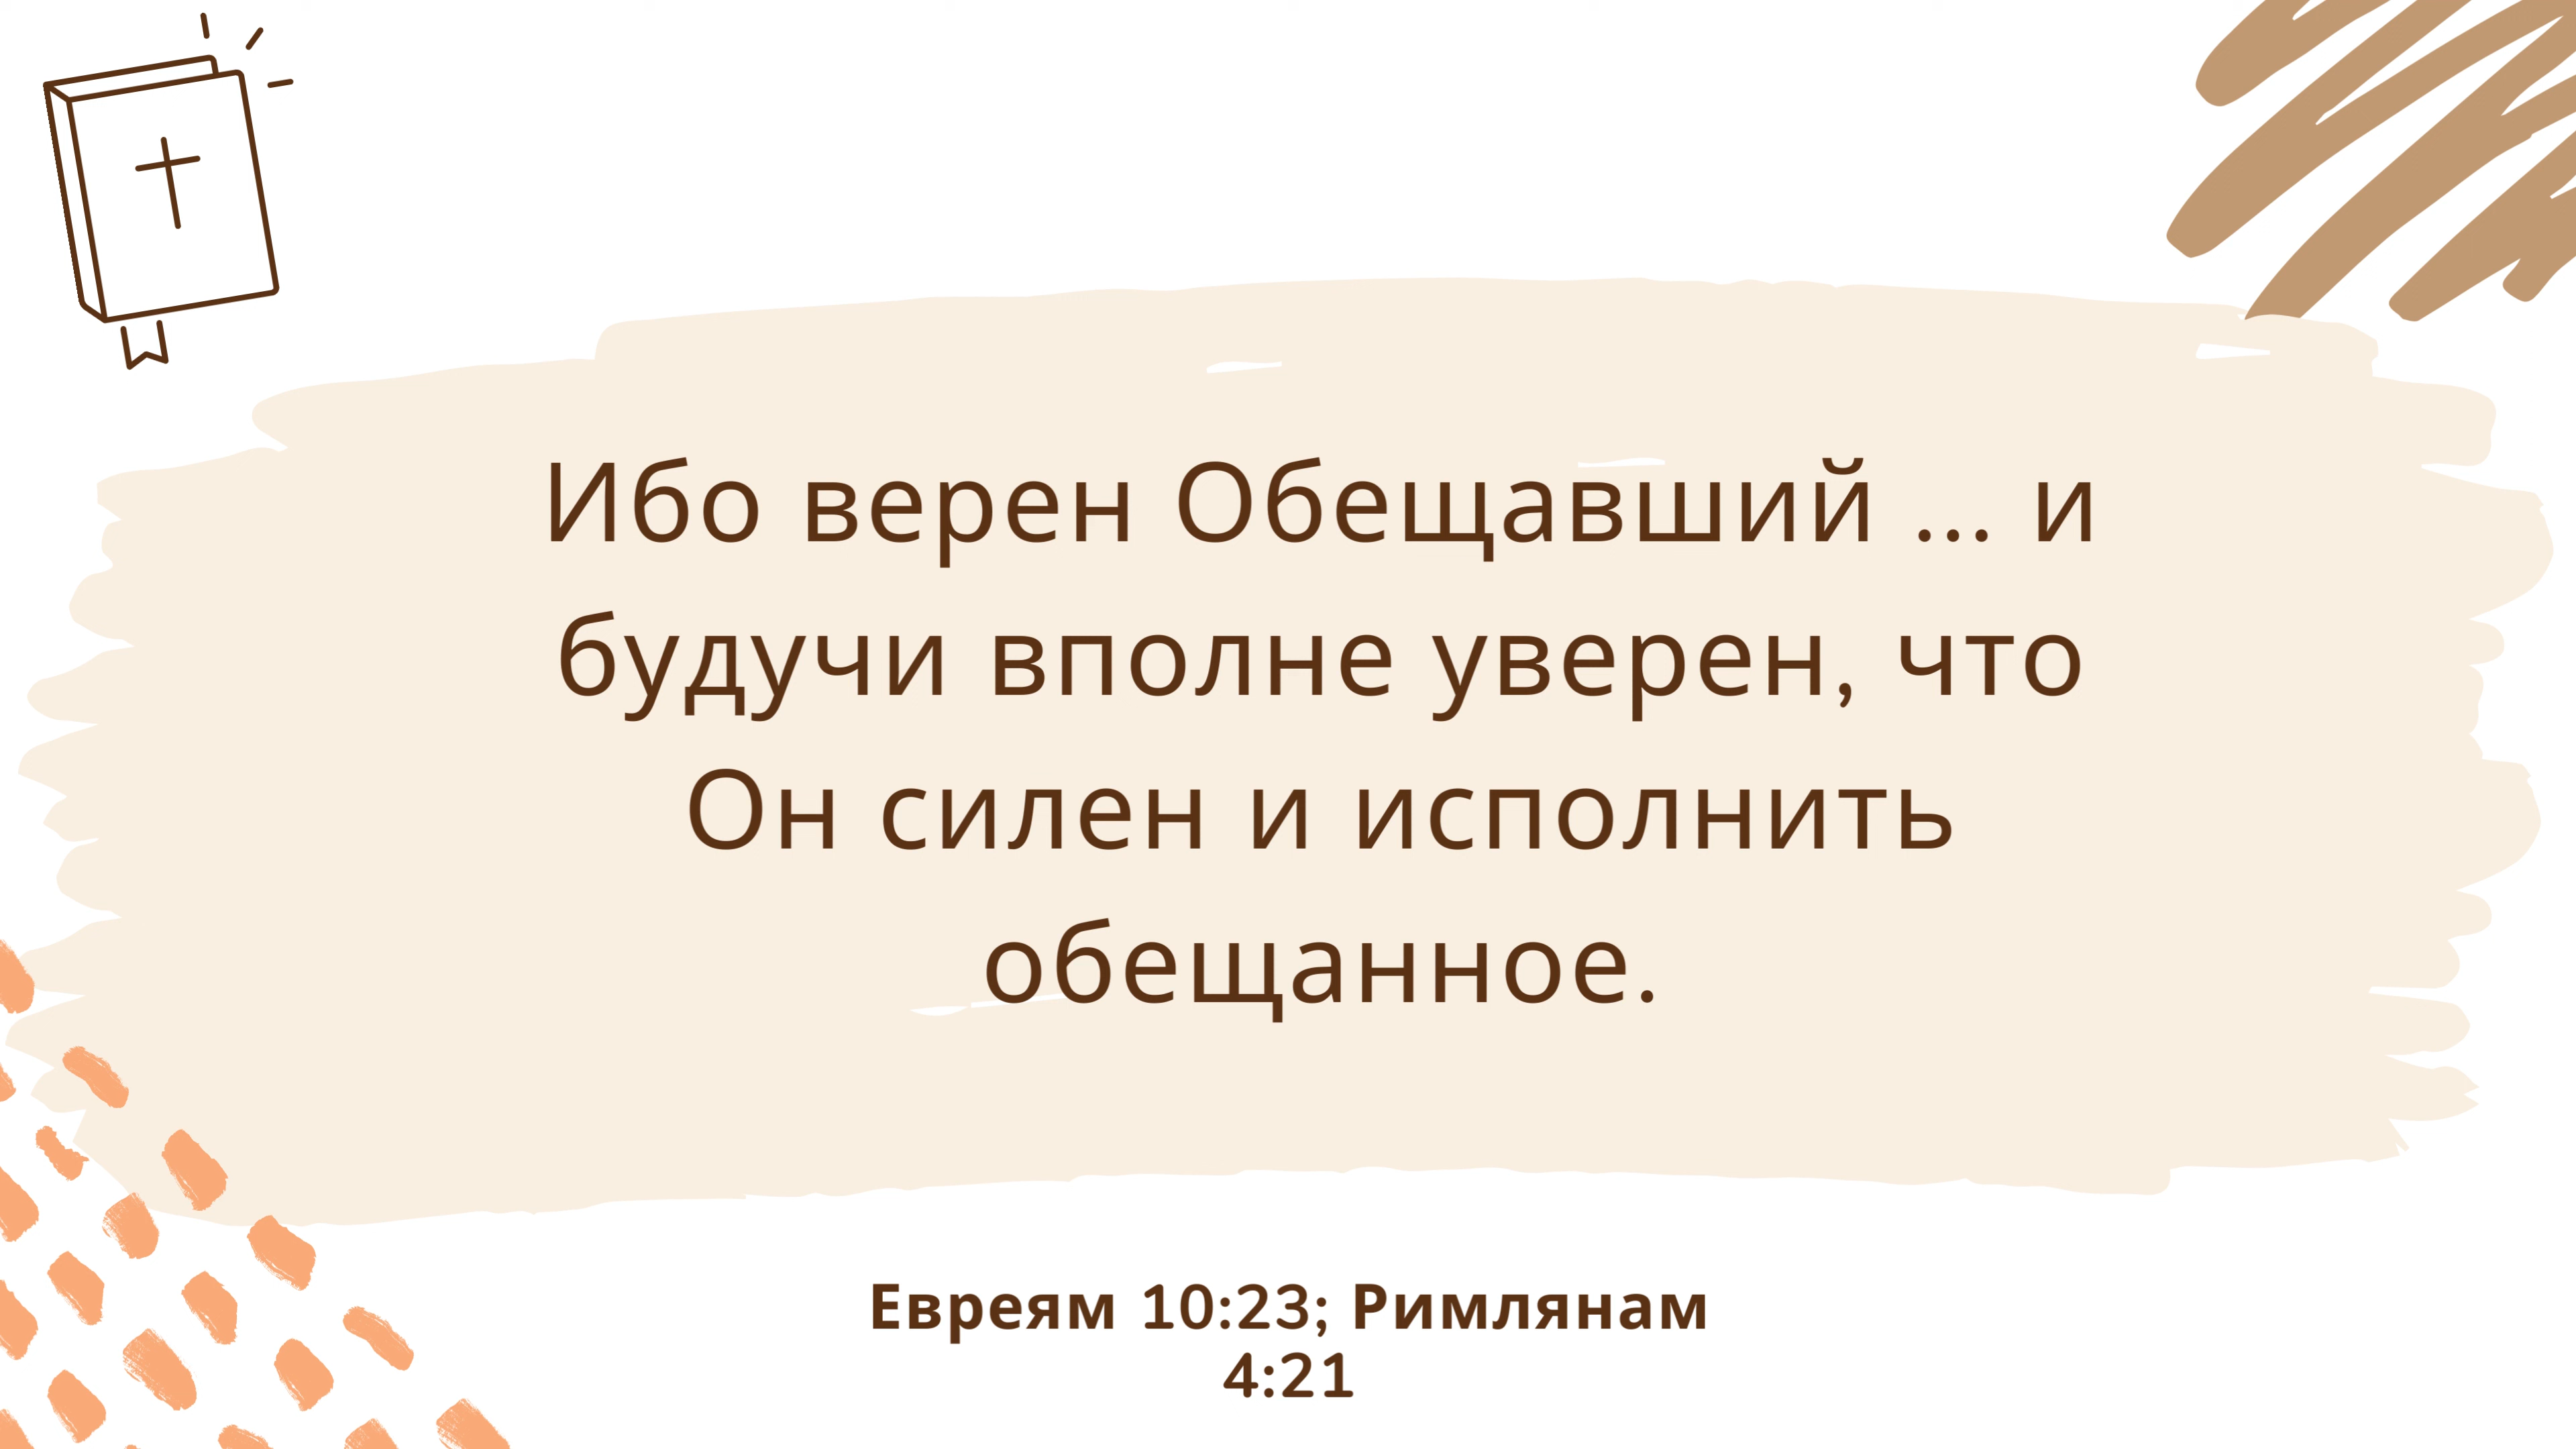 Ибо верен Обещавший ... и
будучи вполне уверен, что
Он силен и исполнить
обещанное.
Евреям 10:23; Римлянам
4:21